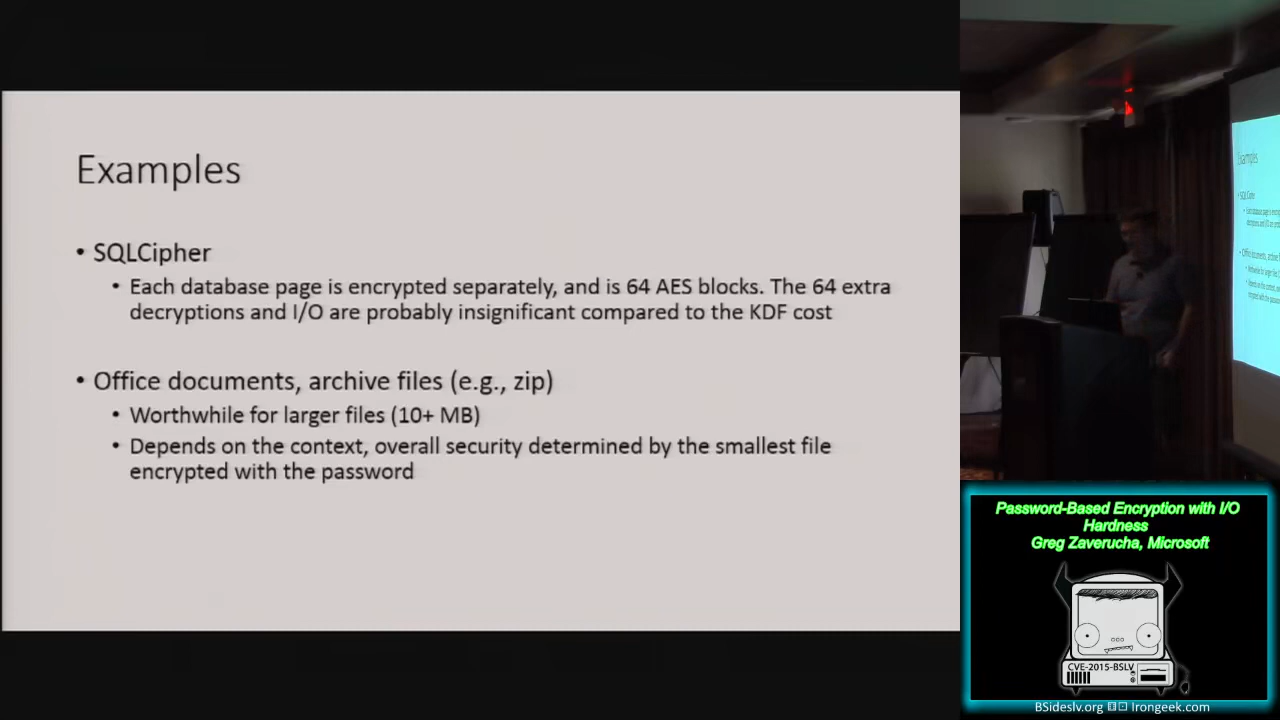 Examples
• SQLCipher
• Each database page is encrypted separately, and is 64 AES blocks. The 64 extra
decryptions and I/O are probably insignificant compared to the KDF cost
• Office documents, archive files (e.g., zip)
• Worthwhile for larger files (10+ MB)
• Depends on the context, overall security determined by the smallest file
encrypted with the password
Examples
Password-Based Encryption with I/O
Hardness
Greg Zaverucha, Microsoft
CVE-2015-BSLV
BSideslv.org Irongeek.com